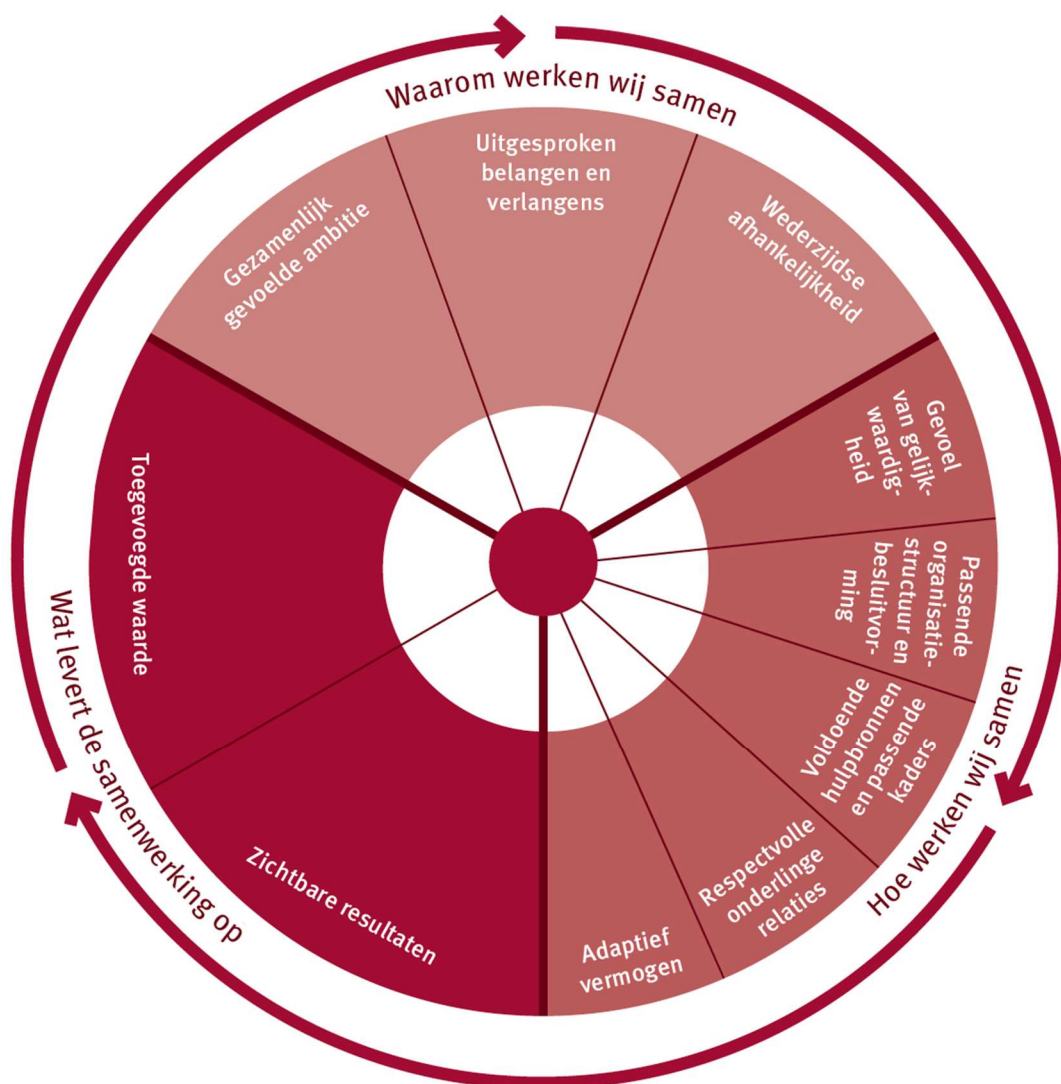 Waarom werken wij samen
Gezamenlijk
gevoelde ambitie
Uitgesproken
belangen en
verlangens
Wederzijdse
afhankelijkheid
Hoe werken wij samen
Gevoel
van gelijk-
waardig-
heid
Passende
organisatie-
structuur en
besluitvor-
ming
Voldoende
hulpbronnen
en passende
kaders
Respectvolle
onderlinge
relaties
Adaptief
vermogen
Wat levert de samenwerking op
Zichtbare resultaten
Toegevoegde waarde